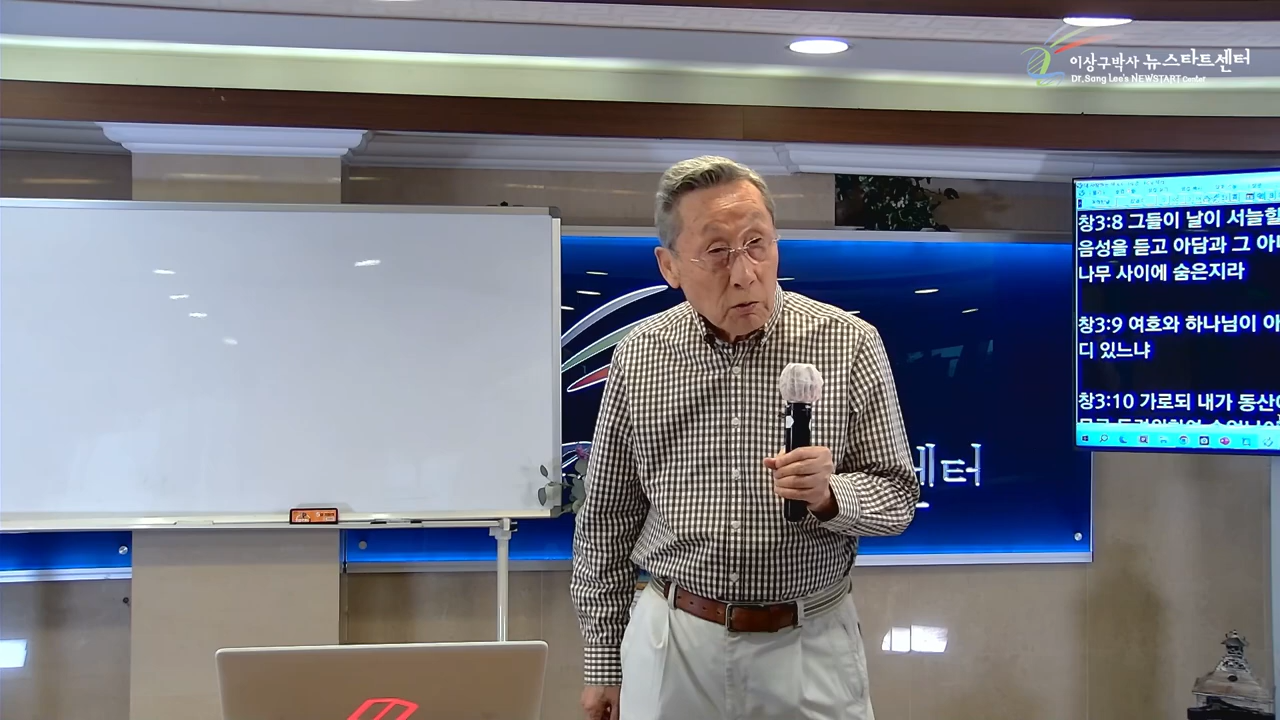 이상구박사 뉴스타트센터
Dr.Sang Lee's NEWSTART Center
창3:8 그들이 날이 서늘할
음성을 듣고 아담과 그 아
나무 사이에 숨은지라
창3:9 여호와 하나님이 아
디 있느냐
창3:10 가로되 내가 동산
센터